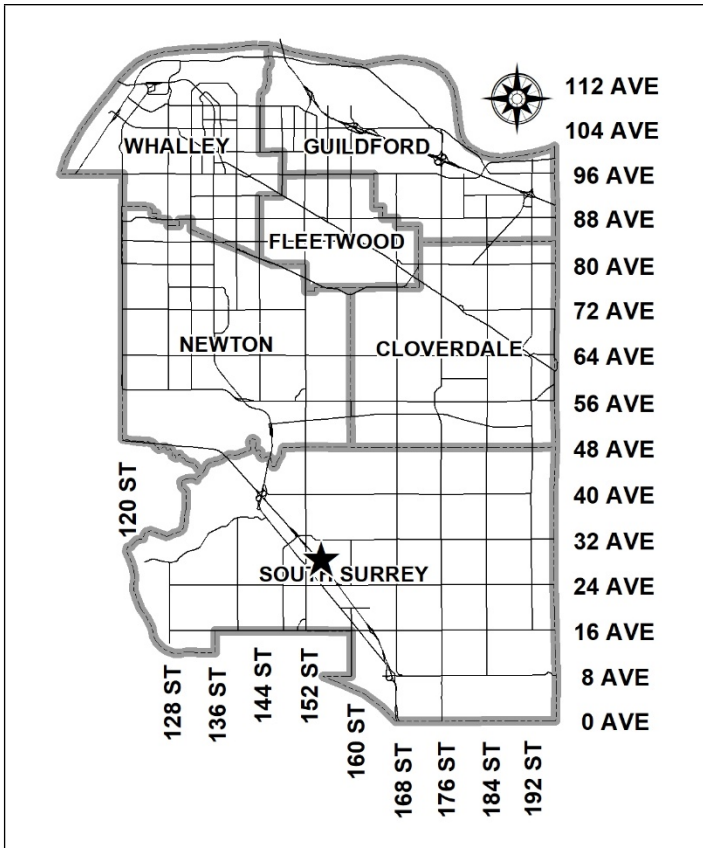 112 AVE
104 AVE
WHALLEY
GUILDFORD
96 AVE
88 AVE
FLEETWOOD
80 AVE
72 AVE
NEWTON
CLOVERDALE
64 AVE
56 AVE
48 AVE
120 ST
40 AVE
32 AVE
SOUTH SURREY
24 AVE
16 AVE
8 AVE
0 AVE
128 ST
136 ST
144 ST
152 ST
160 ST
168 ST
176 ST
184 ST
192 ST